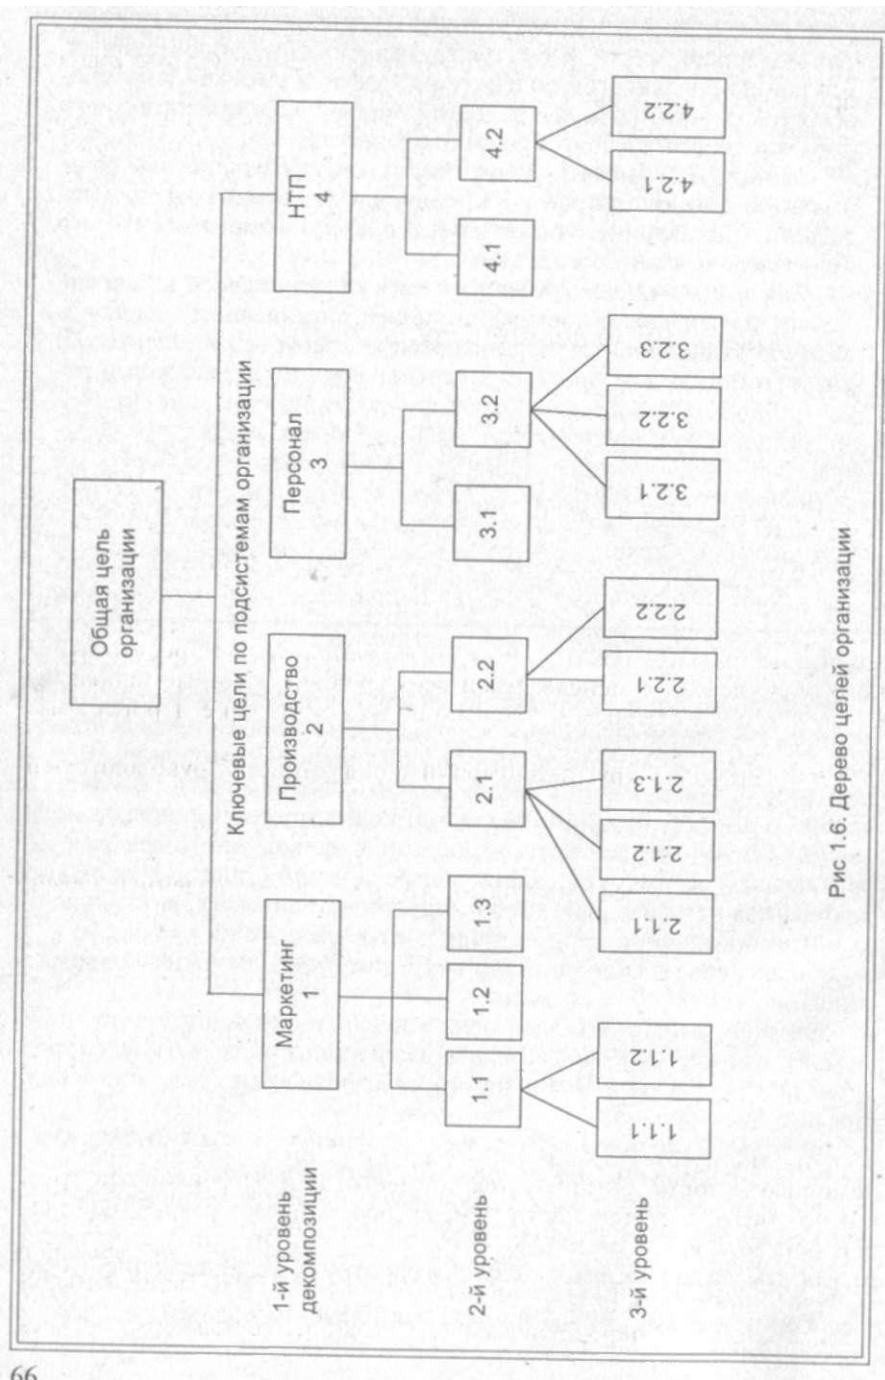 Общая цель
организации
Ключевые цели по подсистемам организации
1-й уровень
декомпозиции
Маркетинг
1
Производство
2
Персонал
3
НТП
4
2-й уровень
1.1
1.2
1.3
2.1
2.2
3.1
3.2
4.1
4.2
3-й уровень
1.1.1
1.1.2
2.1.1
2.1.2
2.1.3
2.2.1
2.2.2
3.2.1
3.2.2
3.2.3
4.2.1
4.2.2
Рис 1.6. Дерево целей организации
66